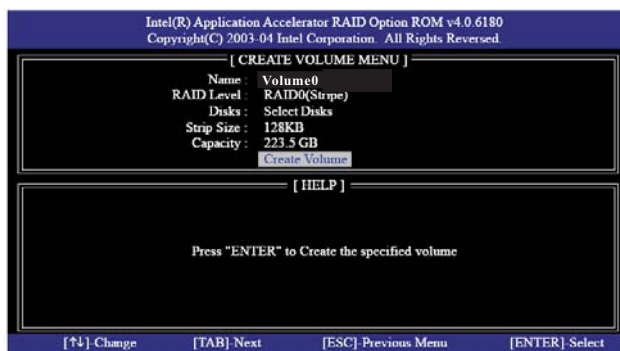 Intel(R) Application Accelerator RAID Option ROM v4.0.6180
Copyright(C) 2003-04 Intel Corporation. All Rights Reversed.
[ CREATE VOLUME MENU ]
Name : Volume0
RAID Level : RAID0(Stripe)
Disks : Select Disks
Strip Size : 128KB
Capacity : 223.5 GB
Create Volume
[ HELP ]
Press "ENTER" to Create the specified volume
[↑↓]-Change [TAB]-Next [ESC]-Previous Menu [ENTER]-Select